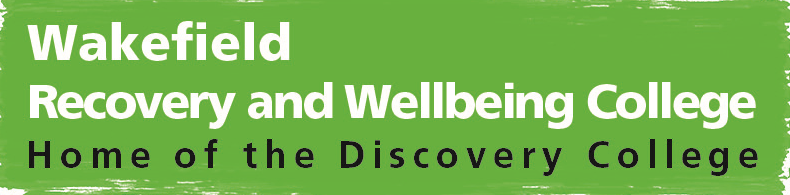 Wakefield
Recovery and Wellbeing College
Home of the Discovery College